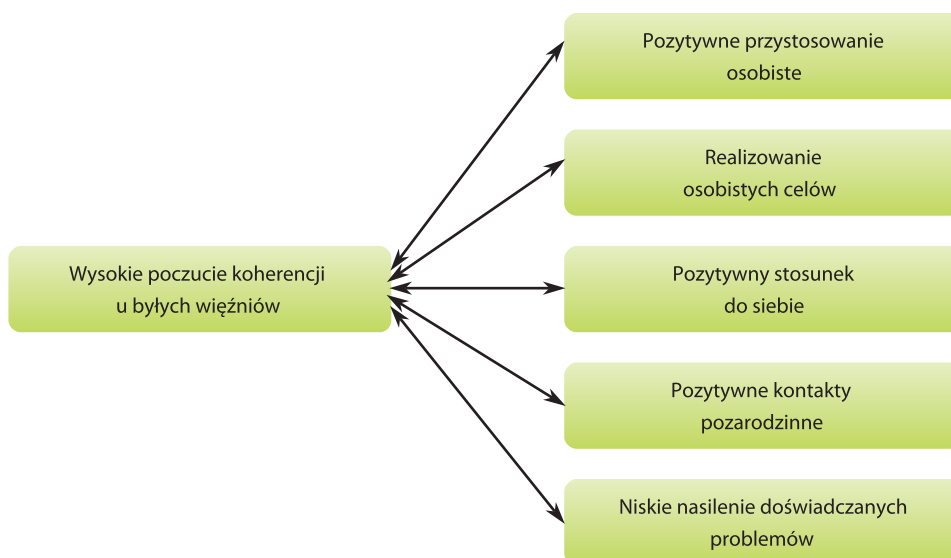 Pozytywne przystosowanie
osobiste
Realizowanie
osobistych celów
Wysokie poczucie koherencji
u byłych więźniów
Pozytywny stosunek
do siebie
Pozytywne kontakty
pozarodzinne
Niskie nasilenie doświadczanych
problemów